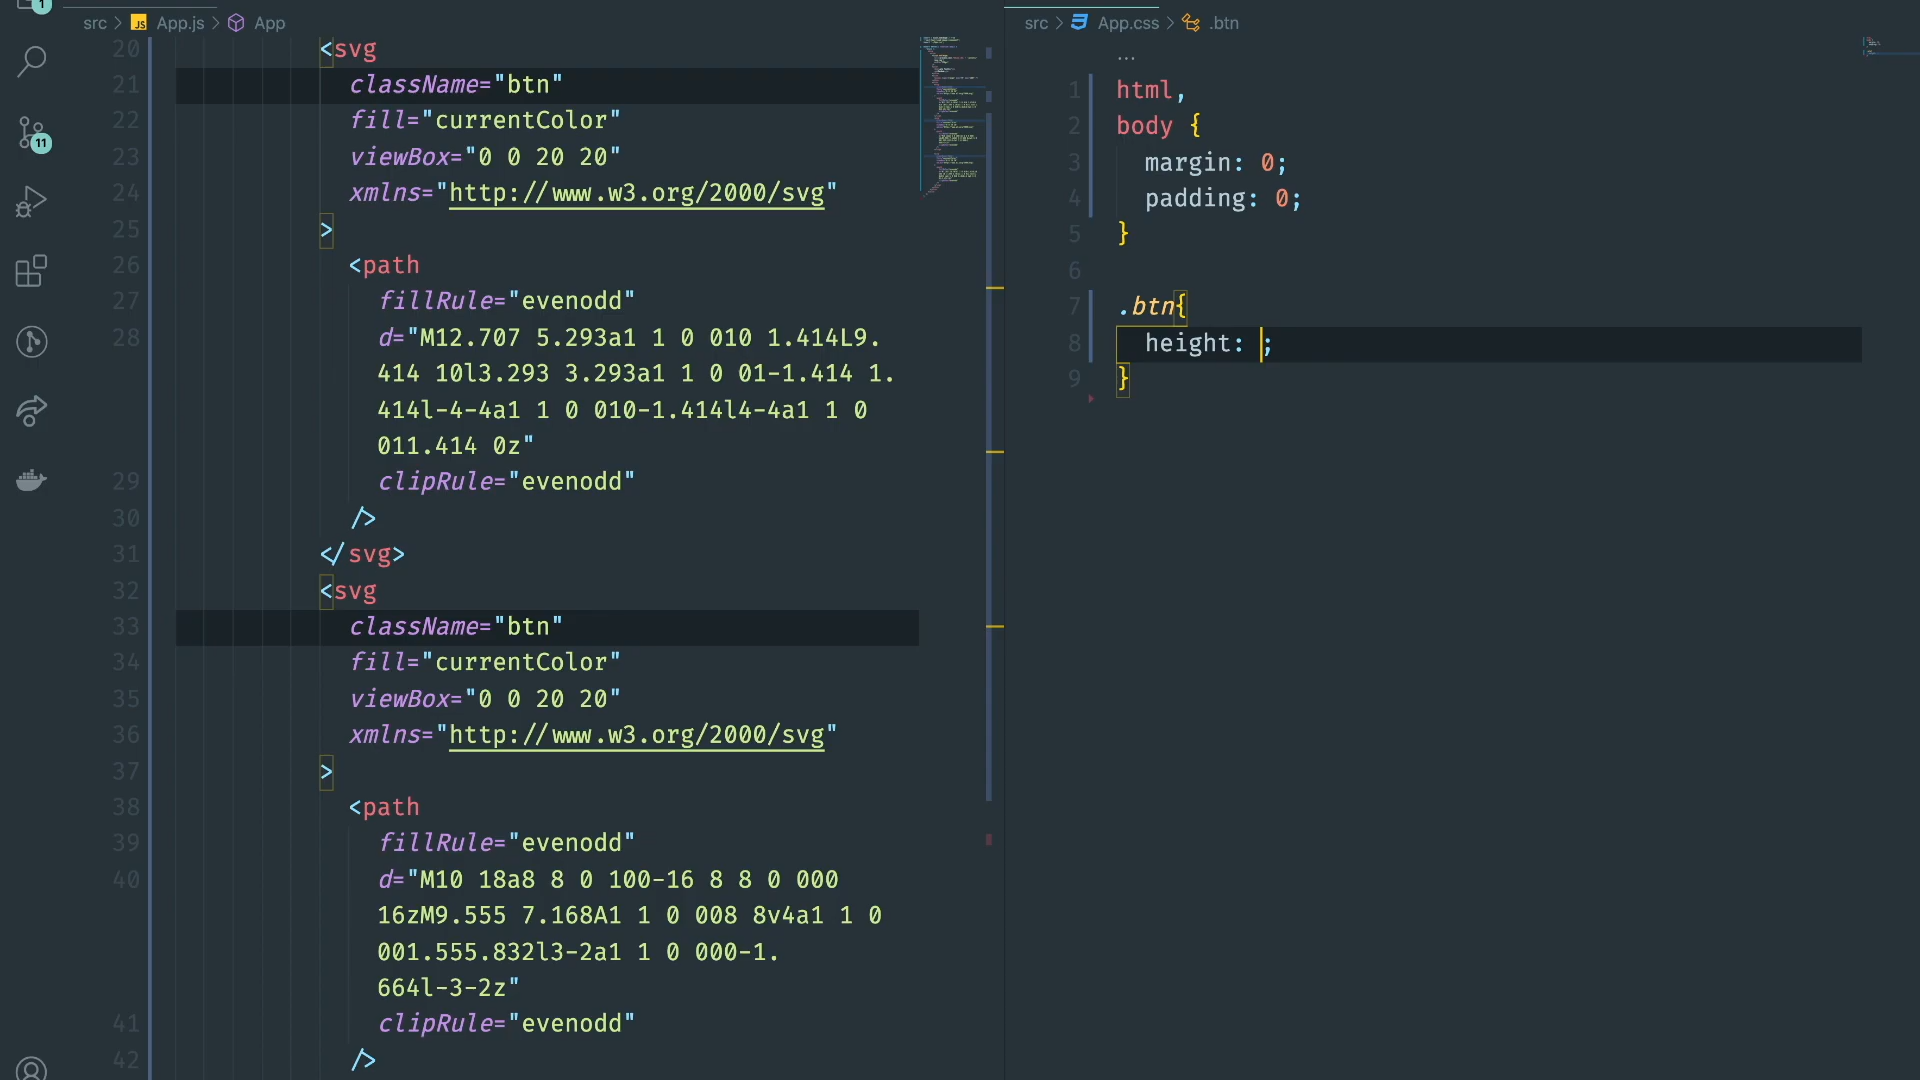 1
11
src > App.js > App
20 <svg
21 className="btn"
22 fill="currentColor"
23 viewBox="0 0 20 20"
24 xmlns="http://www.w3.org/2000/svg"
25 >
26 <path
27 fillRule="evenodd"
28 d="M12.707 5.293a1 1 0 010 1.414L9.
414 10l3.293 3.293a1 1 0 01-1.414 1.
414l-4-4a1 1 0 010-1.414l4-4a1 1 0
011.414 0z"
29 clipRule="evenodd"
30 />
31 </svg>
32 <svg
33 className="btn"
34 fill="currentColor"
35 viewBox="0 0 20 20"
36 xmlns="http://www.w3.org/2000/svg"
37 >
38 <path
39 fillRule="evenodd"
40 d="M10 18a8 8 0 100-16 8 8 0 000
16zM9.555 7.168A1 1 0 008 8v4a1 1 0
001.555.832l3-2a1 1 0 000-1.
664l-3-2z"
41 clipRule="evenodd"
42 />
src > App.css > .btn
...
1 html,
2 body {
3 margin: 0;
4 padding: 0;
5 }
6
7 .btn{
8 height: ;
9 }